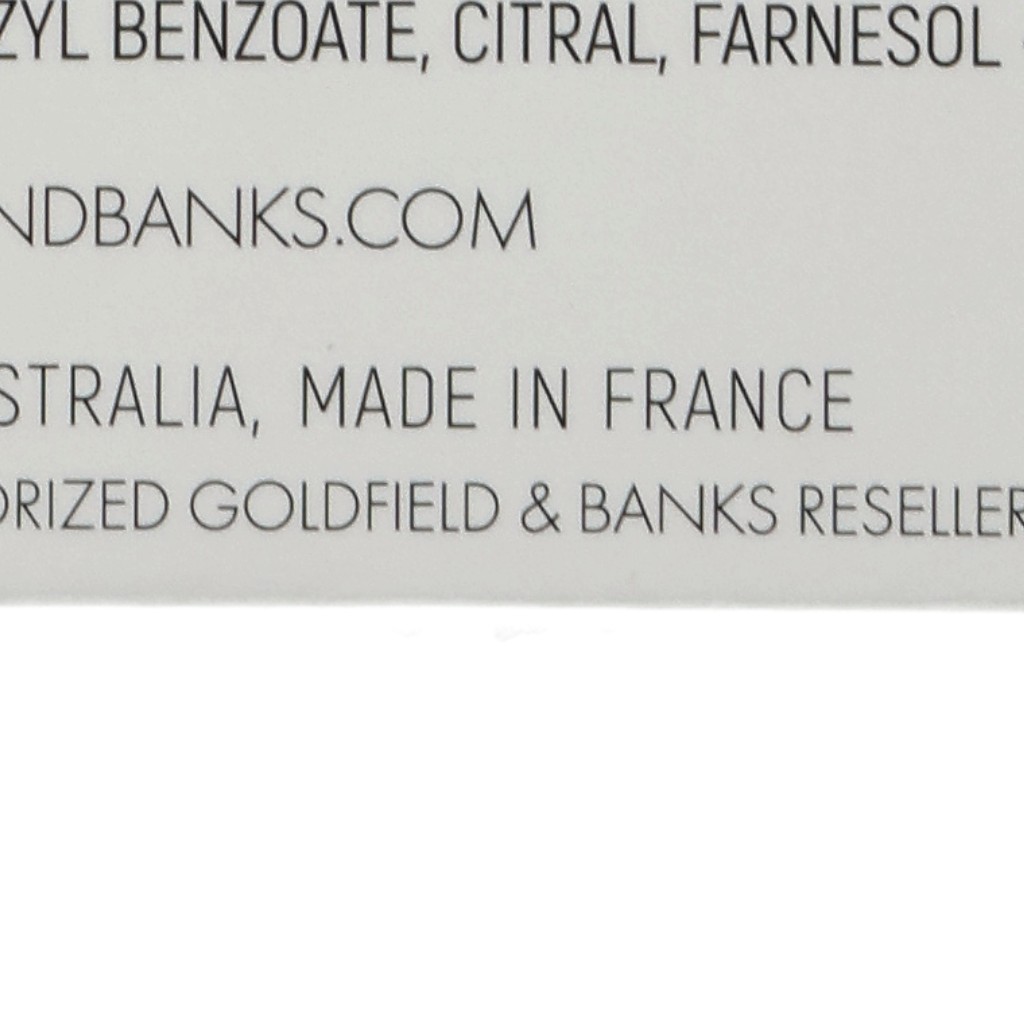 ZYL BENZOATE, CITRAL, FARNESOL
NDBANKS.COM
STRALIA, MADE IN FRANCE
ORIZED GOLDFIELD & BANKS RESELLER